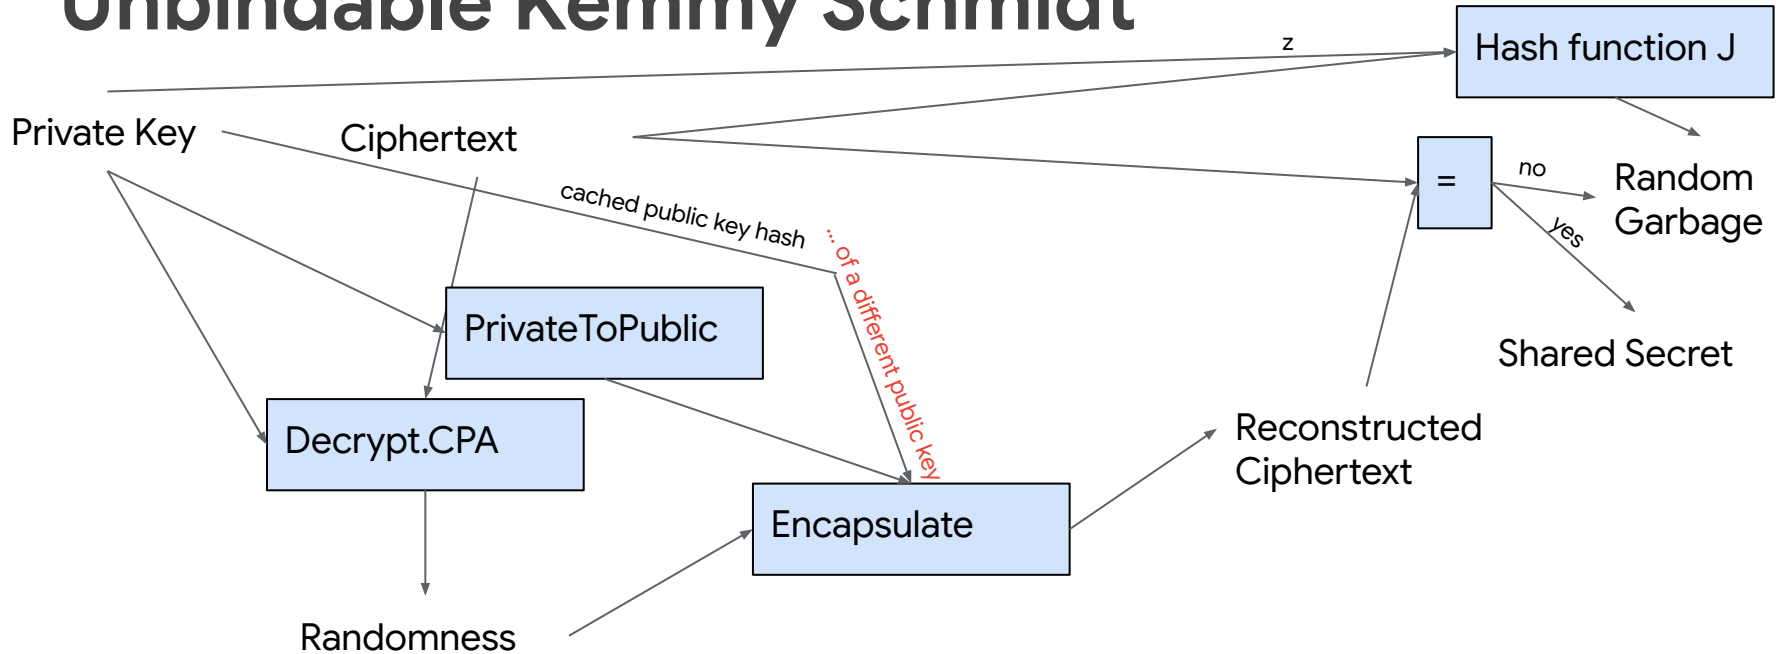 Unbindable Kemmy Schmidt
z
Hash function J
Private Key
Ciphertext
cached public key hash
... of a different public key
=
no
yes
Random
Garbage
PrivateToPublic
Shared Secret
Decrypt.CPA
Reconstructed
Ciphertext
Encapsulate
Randomness